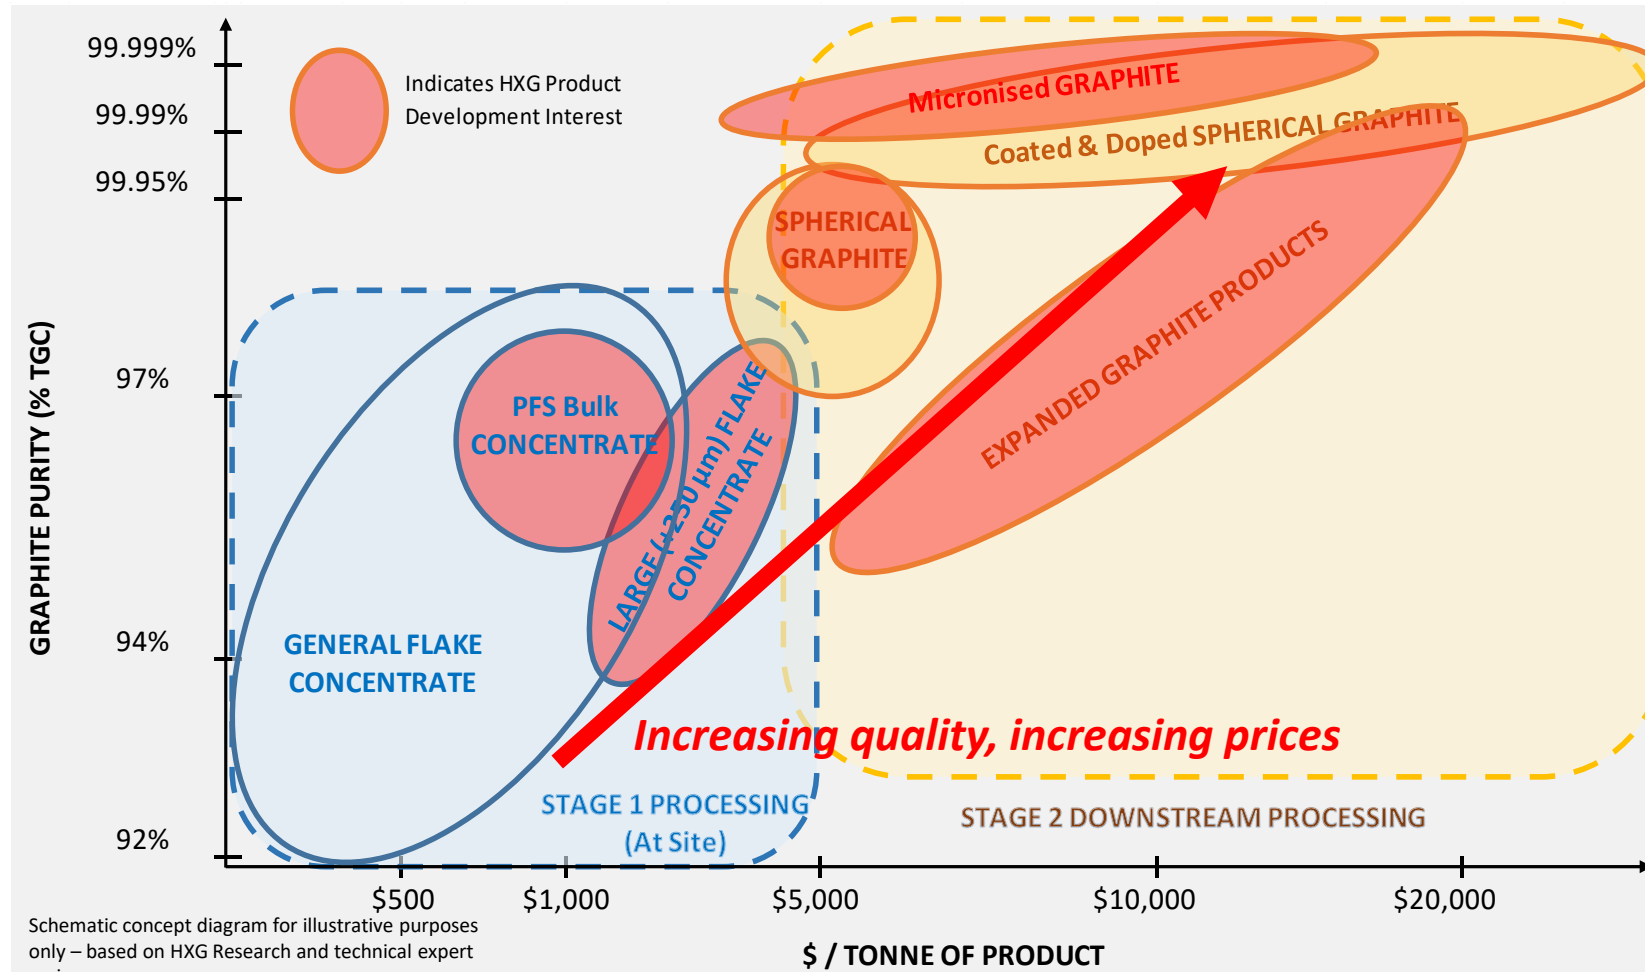 99.999%
99.99%
99.95%
97%
94%
92%
GRAPHITE PURITY (% TGC)
Indicates HXG Product
Development Interest
Micronised GRAPHITE
Coated & Doped SPHERICAL GRAPHITE
SPHERICAL
GRAPHITE
EXPANDED GRAPHITE PRODUCTS
PFS Bulk
CONCENTRATE
LARGE (+250 µm) FLAKE
CONCENTRATE
GENERAL FLAKE
CONCENTRATE
Increasing quality, increasing prices
STAGE 1 PROCESSING
(At Site)
STAGE 2 DOWNSTREAM PROCESSING
$500
$1,000
$5,000
$10,000
$20,000
$ / TONNE OF PRODUCT
Schematic concept diagram for illustrative purposes
only – based on HXG Research and technical expert